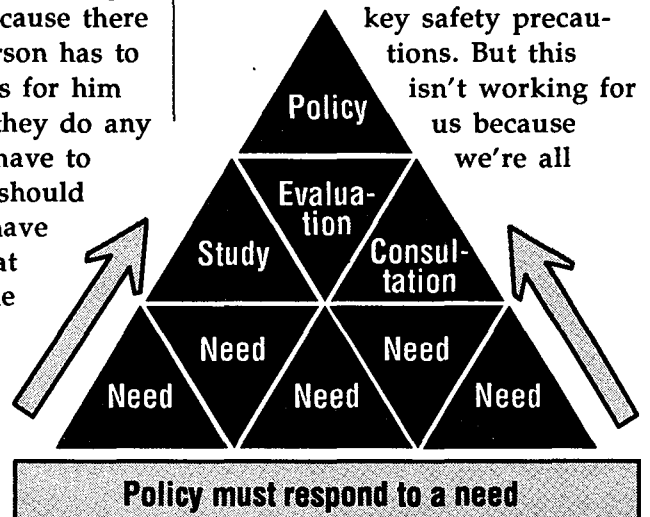 cause there
rson has to
s for him
they do any
have to
should
have
at
e
key safety precau-
tions. But this
isn't working for
us because
we're all
Policy
Evalua-
tion
Study
Consul-
tation
Need
Need
Need
Need
Need
Policy must respond to a need